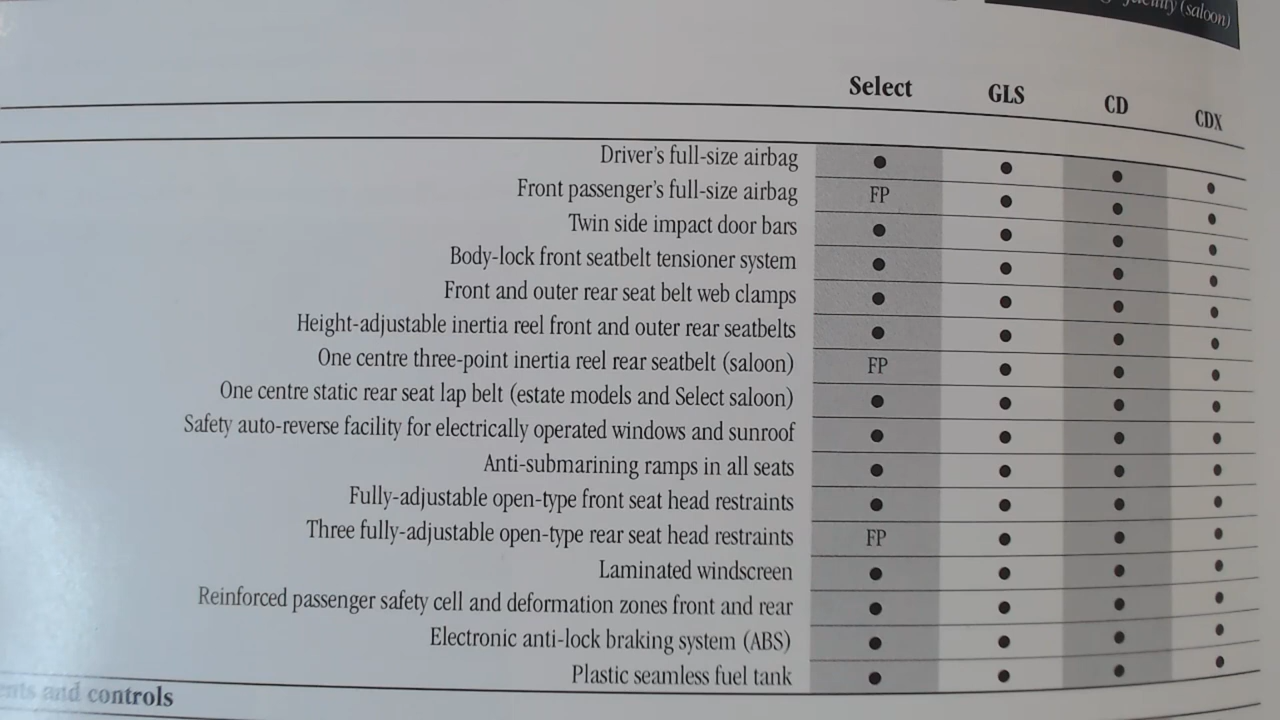 (saloon)
Select GLS CD CDX
Driver's full-size airbag ● ● ● ●
Front passenger's full-size airbag FP ● ● ●
Twin side impact door bars ● ● ● ●
Body-lock front seatbelt tensioner system ● ● ● ●
Front and outer rear seat belt web clamps ● ● ● ●
Height-adjustable inertia reel front and outer rear seatbelts ● ● ● ●
One centre three-point inertia reel rear seatbelt (saloon) FP ● ● ●
One centre static rear seat lap belt (estate models and Select saloon) ● ● ● ●
Safety auto-reverse facility for electrically operated windows and sunroof ● ● ● ●
Anti-submarining ramps in all seats ● ● ● ●
Fully-adjustable open-type front seat head restraints ● ● ● ●
Three fully-adjustable open-type rear seat head restraints FP ● ● ●
Laminated windscreen ● ● ● ●
Reinforced passenger safety cell and deformation zones front and rear ● ● ● ●
Electronic anti-lock braking system (ABS) ● ● ● ●
Plastic seamless fuel tank ● ● ● ●
and controls